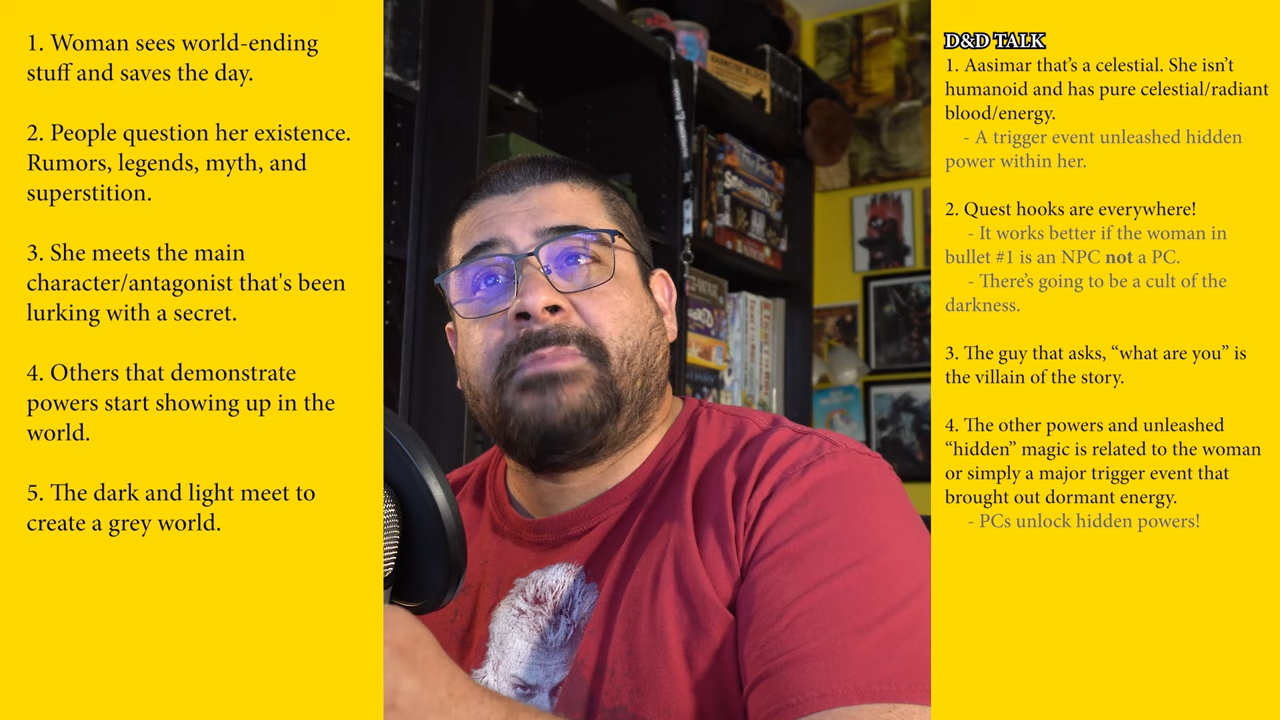 1. Woman sees world-ending
stuff and saves the day.
2. People question her existence.
Rumors, legends, myth, and
superstition.
3. She meets the main
character/antagonist that's been
lurking with a secret.
4. Others that demonstrate
powers start showing up in the
world.
5. The dark and light meet to
create a grey world.
D&D TALK
1. Aasimar that’s a celestial. She isn’t
humanoid and has pure celestial/radiant
blood/energy.
- A trigger event unleashed hidden
power within her.
2. Quest hooks are everywhere!
- It works better if the woman in
bullet #1 is an NPC not a PC.
- There’s going to be a cult of the
darkness.
3. The guy that asks, “what are you” is
the villain of the story.
4. The other powers and unleashed
“hidden” magic is related to the woman
or simply a major trigger event that
brought out dormant energy.
- PCs unlock hidden powers!